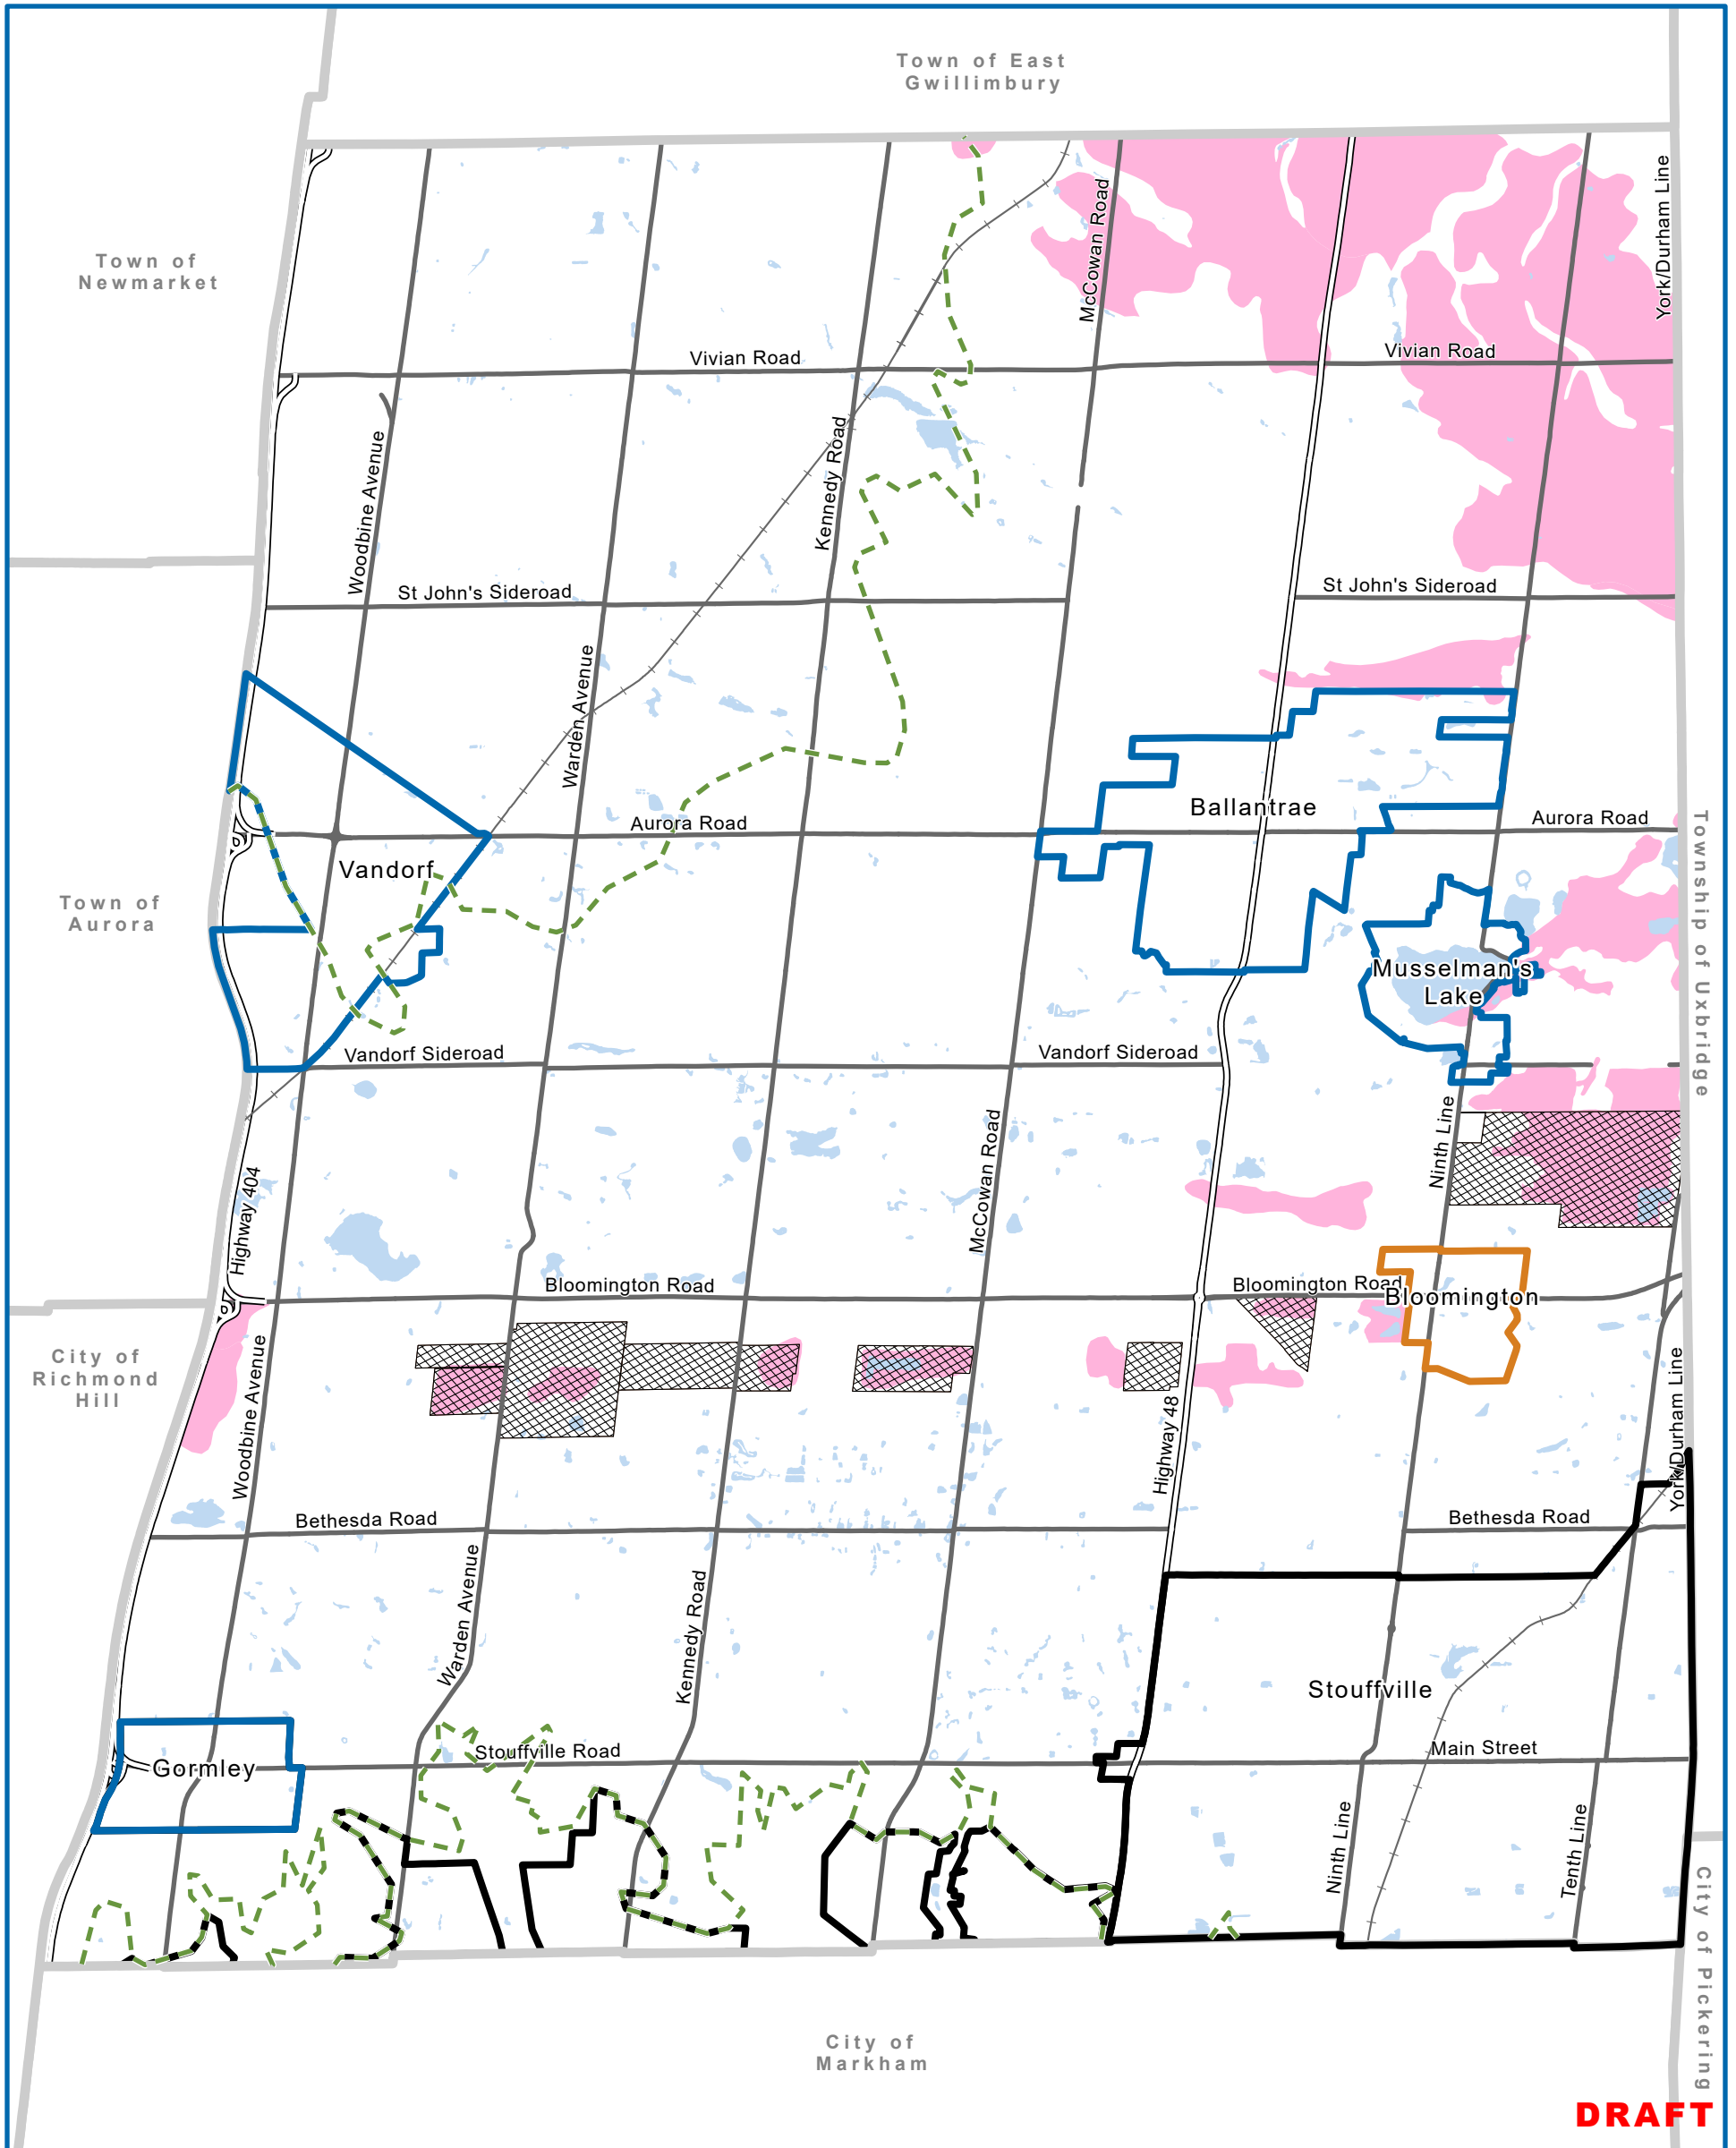 Town of East
Gwillimbury
York/Durham Line
McCowan Road
Town of
Newmarket
Vivian Road
Vivian Road
Kennedy Road
Woodbine Avenue
St John's Sideroad
St John's Sideroad
Warden Avenue
Ballantrae
Aurora Road
Aurora Road
Township of Uxbridge
Vandorf
Town of
Aurora
Musselman's
Lake
Vandorf Sideroad
Vandorf Sideroad
Ninth Line
McCowan Road
Highway 404
Bloomington Road
Bloomington Road
Bloomington
City of
Richmond
Hill
Woodbine Avenue
York/Durham Line
Highway 48
Bethesda Road
Bethesda Road
Warden Avenue
Kennedy Road
Stouffville
Stouffville Road
Main Street
Gormley
Ninth Line
Tenth Line
City of Pickering
City of
Markham
DRAFT